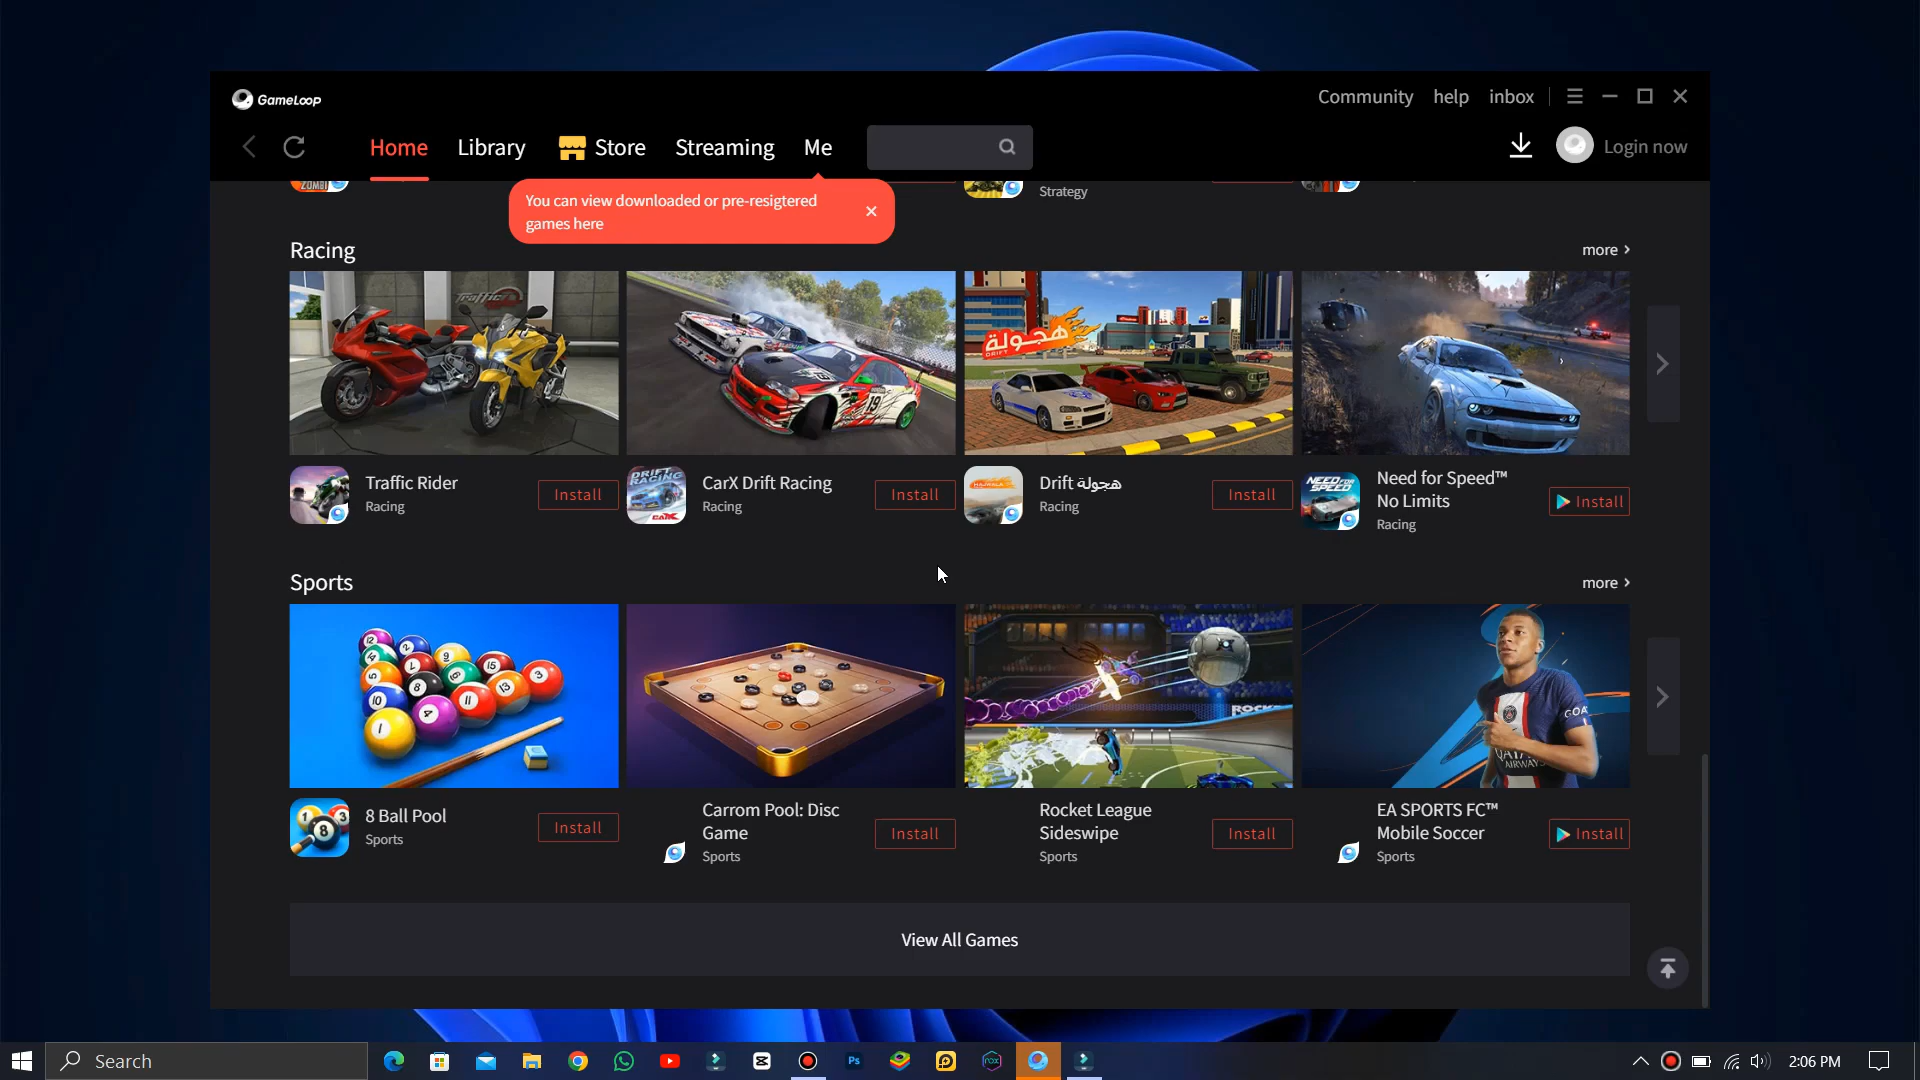 GameLoop
Community help inbox
Home Library Store Streaming Me
Login now
You can view downloaded or pre-resigtered
games here
ZOMBI
Strategy
Racing
more >
Traffic Rider
Racing
Install
CarX Drift Racing
Racing
Install
Drift هجولة
Racing
Install
Need for Speed™
No Limits
Racing
Install
Sports
more >
8 Ball Pool
Sports
Install
Carrom Pool: Disc
Game
Sports
Install
Rocket League
Sideswipe
Sports
Install
EA SPORTS FC™
Mobile Soccer
Sports
Install
View All Games
Search
2:06 PM